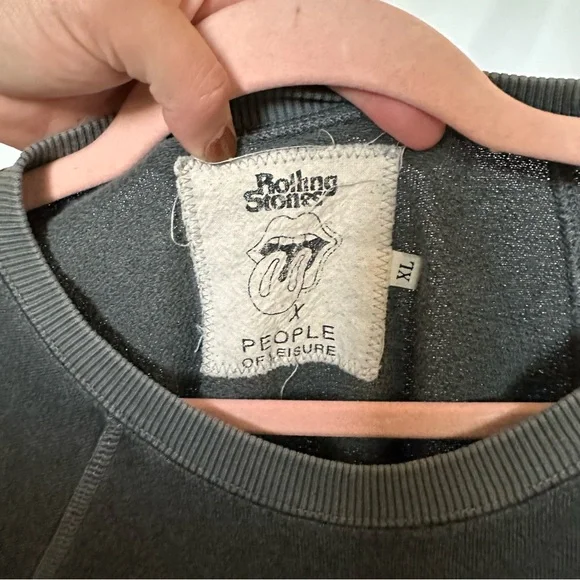 Rolling
Stones
X
PEOPLE
OF LEISURE
XL